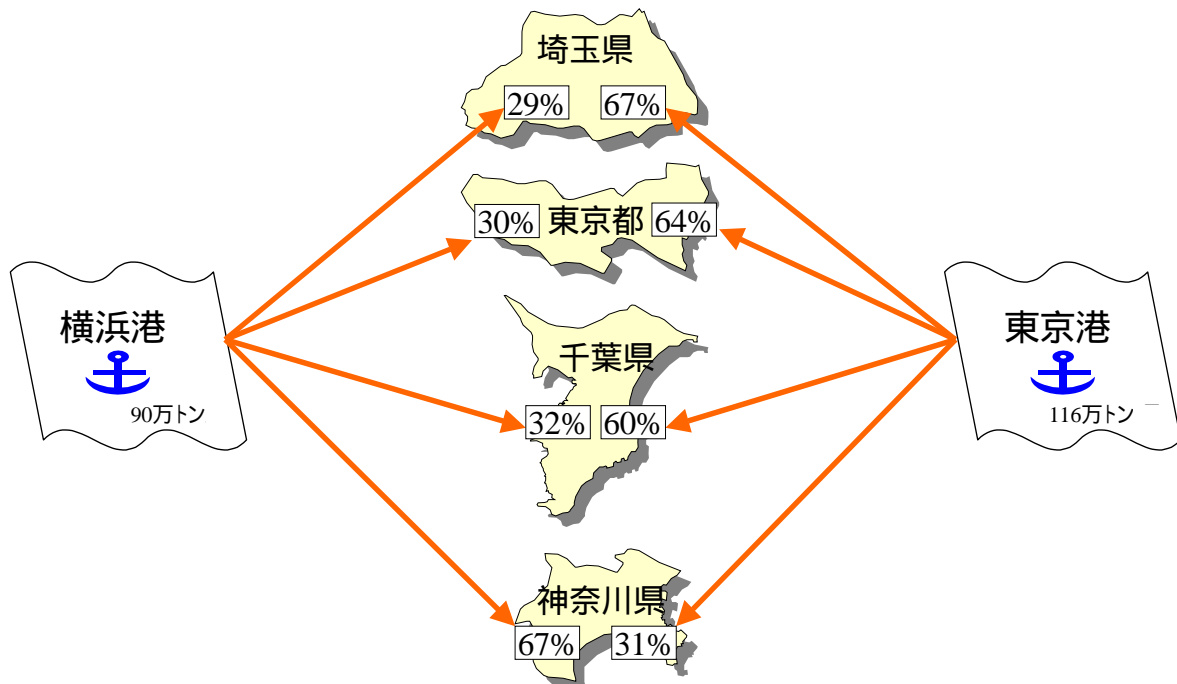 埼玉県
29% 67%
30% 東京都 64%
横浜港
90万トン
東京港
116万トン
千葉県
32% 60%
神奈川県
67% 31%